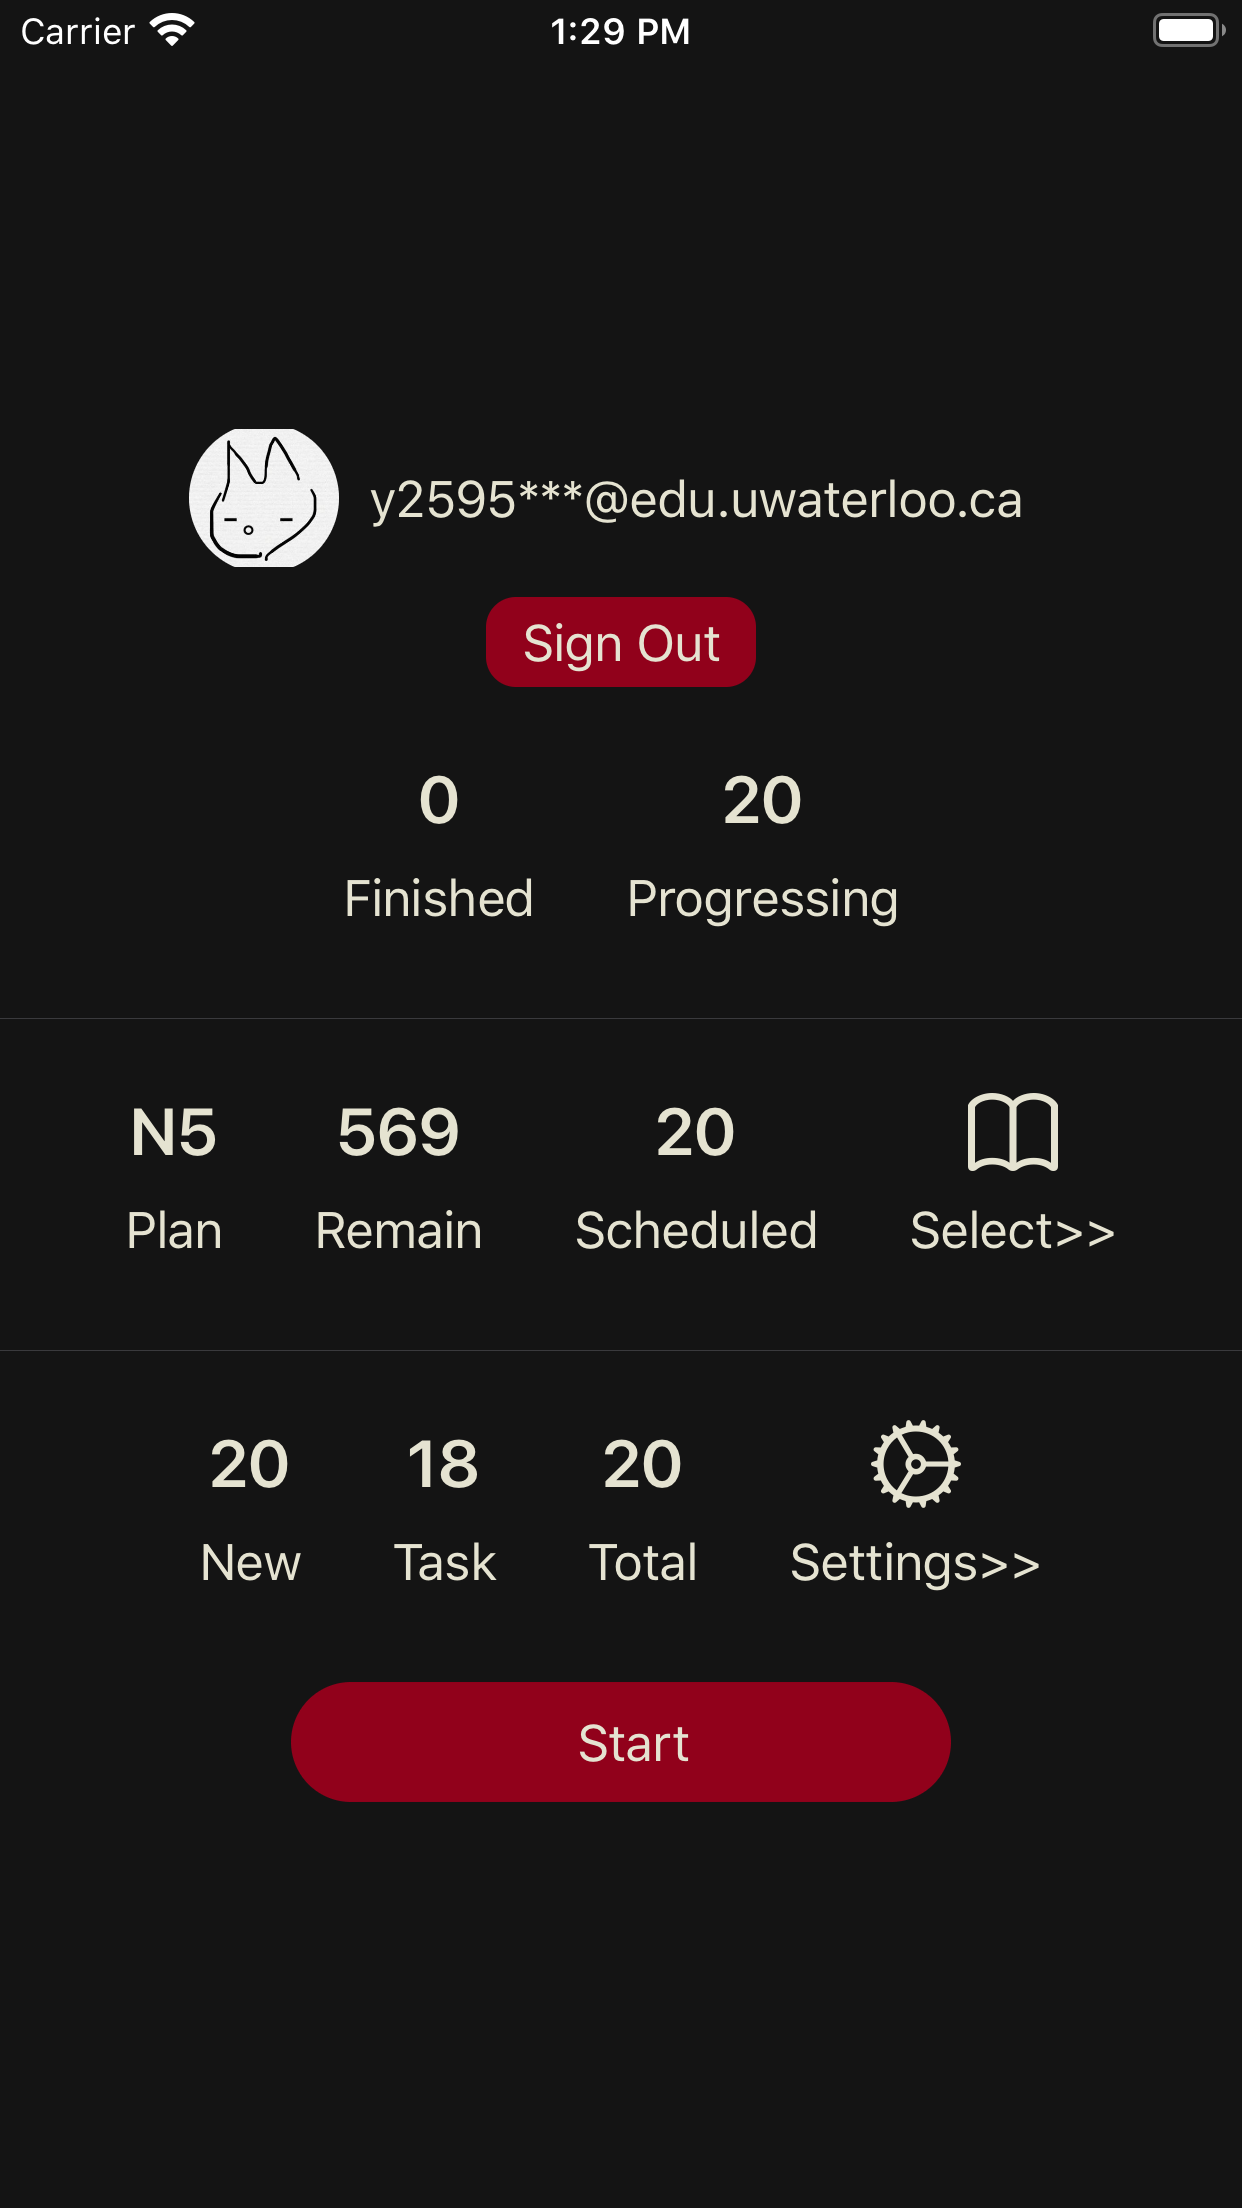 Carrier 1:29 PM
y2595***@edu.uwaterloo.ca
Sign Out
0 20
Finished Progressing
N5 569 20
Plan Remain Scheduled Select>>
20 18 20
New Task Total Settings>>
Start